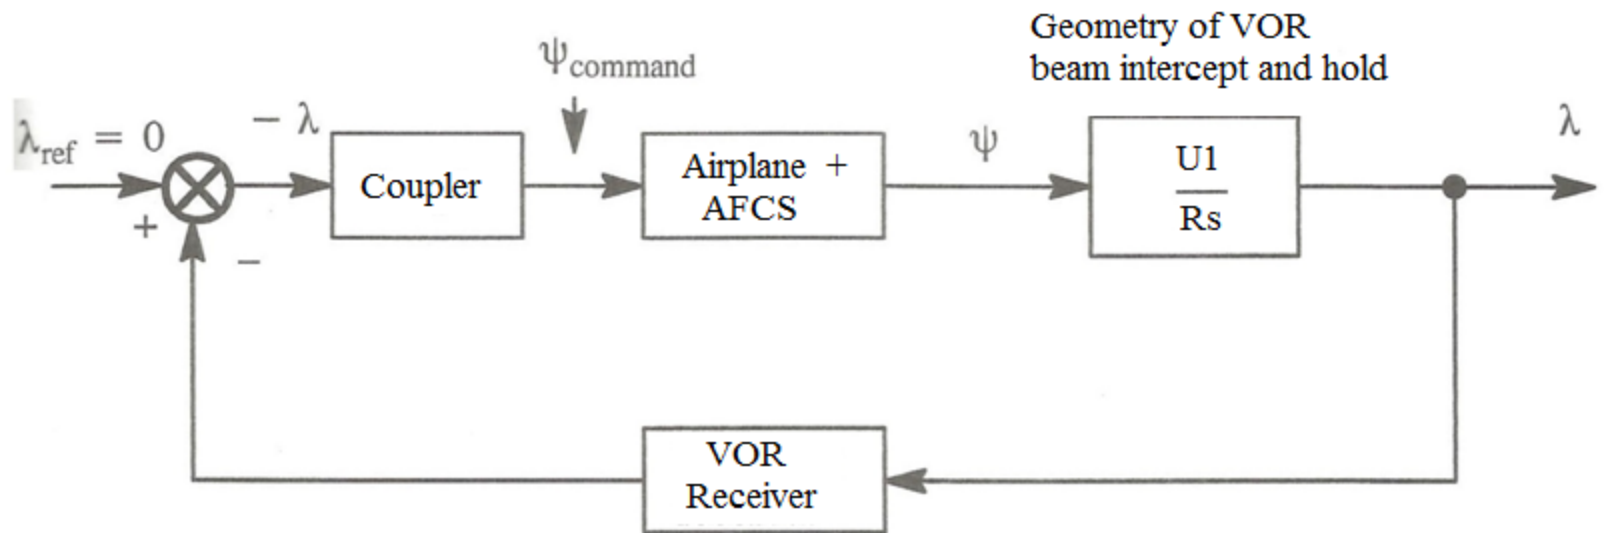 Geometry of VOR
beam intercept and hold
ψcommand
λref = 0
− λ
+
−
Coupler
Airplane +
AFCS
ψ
U1
Rs
λ
VOR
Receiver